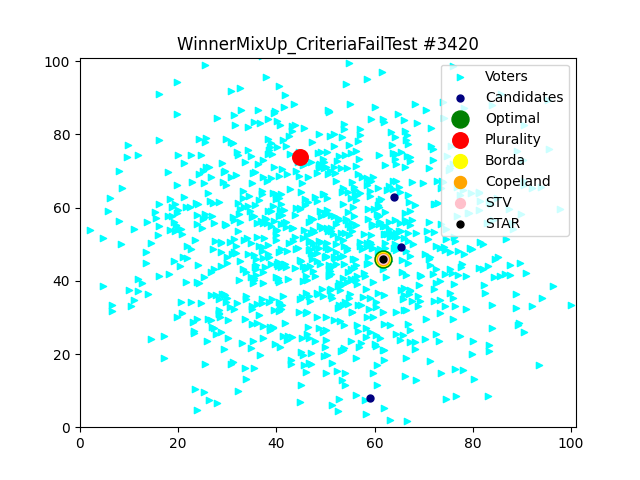 WinnerMixUp_CriteriaFailTest #3420
100
80
60
40
20
0
0 20 40 60 80 100
Voters
Candidates
Optimal
Plurality
Borda
Copeland
STV
STAR